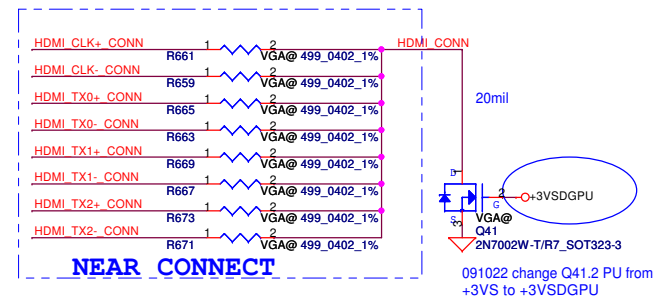 HDMI_CLK+_CONN 1 2 HDMI_CONN
R661 VGA@ 499_0402_1%
HDMI_CLK-_CONN 1 2
R659 VGA@ 499_0402_1%
HDMI_TX0+_CONN 1 2
R665 VGA@ 499_0402_1%
HDMI_TX0-_CONN 1 2
R663 VGA@ 499_0402_1%
HDMI_TX1+_CONN 1 2
R669 VGA@ 499_0402_1%
HDMI_TX1-_CONN 1 2
R667 VGA@ 499_0402_1%
HDMI_TX2+_CONN 1 2
R673 VGA@ 499_0402_1%
HDMI_TX2-_CONN 1 2
R671 VGA@ 499_0402_1%
NEAR CONNECT
20mil
D 1
2 +3VSDGPU
G
S 3
VGA@
Q41
2N7002W-T/R7_SOT323-3
091022 change Q41.2 PU from
+3VS to +3VSDGPU